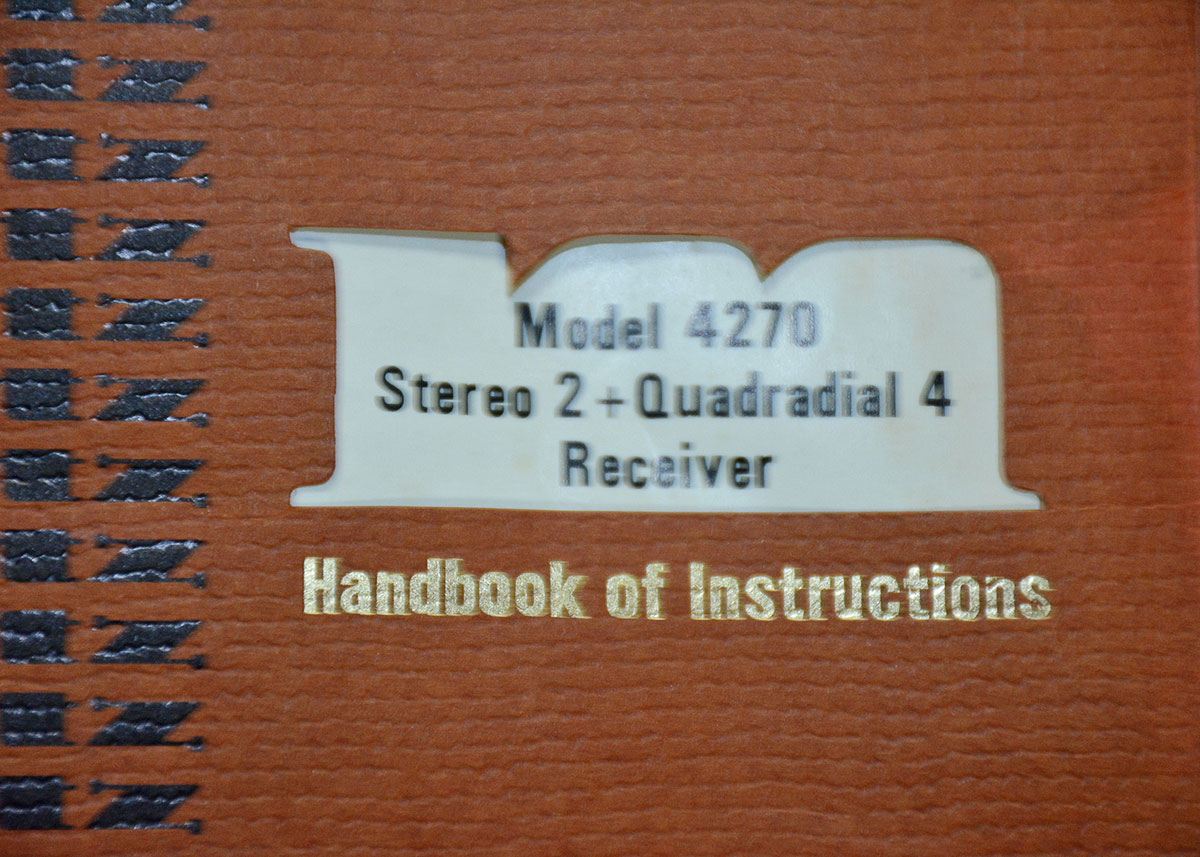 Model 4270
Stereo 2 + Quadradial 4
Receiver
Handbook of Instructions